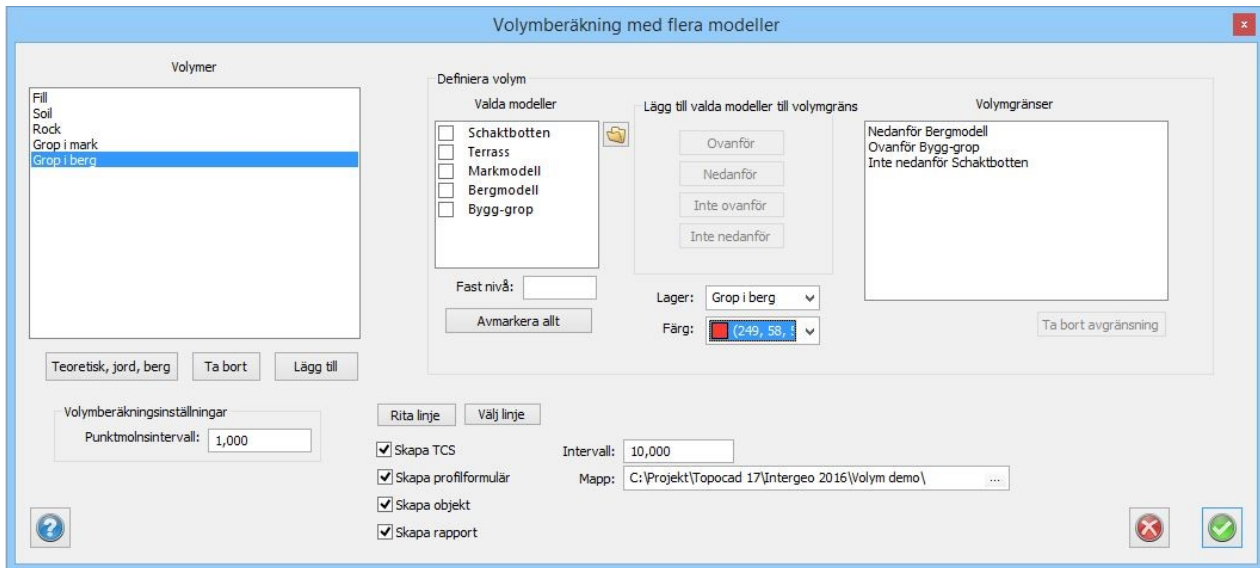 Volymberäkning med flera modeller
x
Volymer
Fill
Soil
Rock
Grop i mark
Grop i berg
Teoretisk, jord, berg
Ta bort
Lägg till
Definiera volym
Valda modeller
Schaktbotten
Terrass
Markmodell
Bergmodell
Bygg-grop
Fast nivå:
Avmarkera allt
Lägg till valda modeller till volymgräns
Ovanför
Nedanför
Inte ovanför
Inte nedanför
Lager: Grop i berg
Färg: (249, 58, 5
Volymgränser
Nedanför Bergmodell
Ovanför Bygg-grop
Inte nedanför Schaktbotten
Ta bort avgränsning
Volymberäkningsinställningar
Punktmolnsintervall: 1,000
Rita linje
Välj linje
Skapa TCS
Skapa profilformulär
Skapa objekt
Skapa rapport
Intervall: 10,000
Mapp: C:\Projekt\Topocad 17\Intergeo 2016\Volym demo\ ...
?